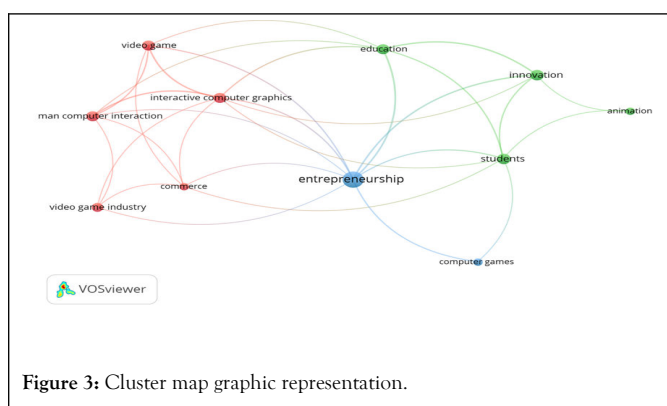 video game
education
innovation
interactive computer graphics
animation
man computer interaction
students
entrepreneurship
commerce
video game industry
computer games
VOSviewer
Figure 3: Cluster map graphic representation.